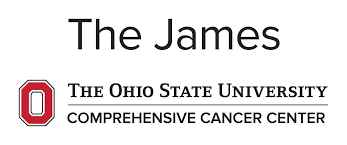 The James
THE OHIO STATE UNIVERSITY
COMPREHENSIVE CANCER CENTER